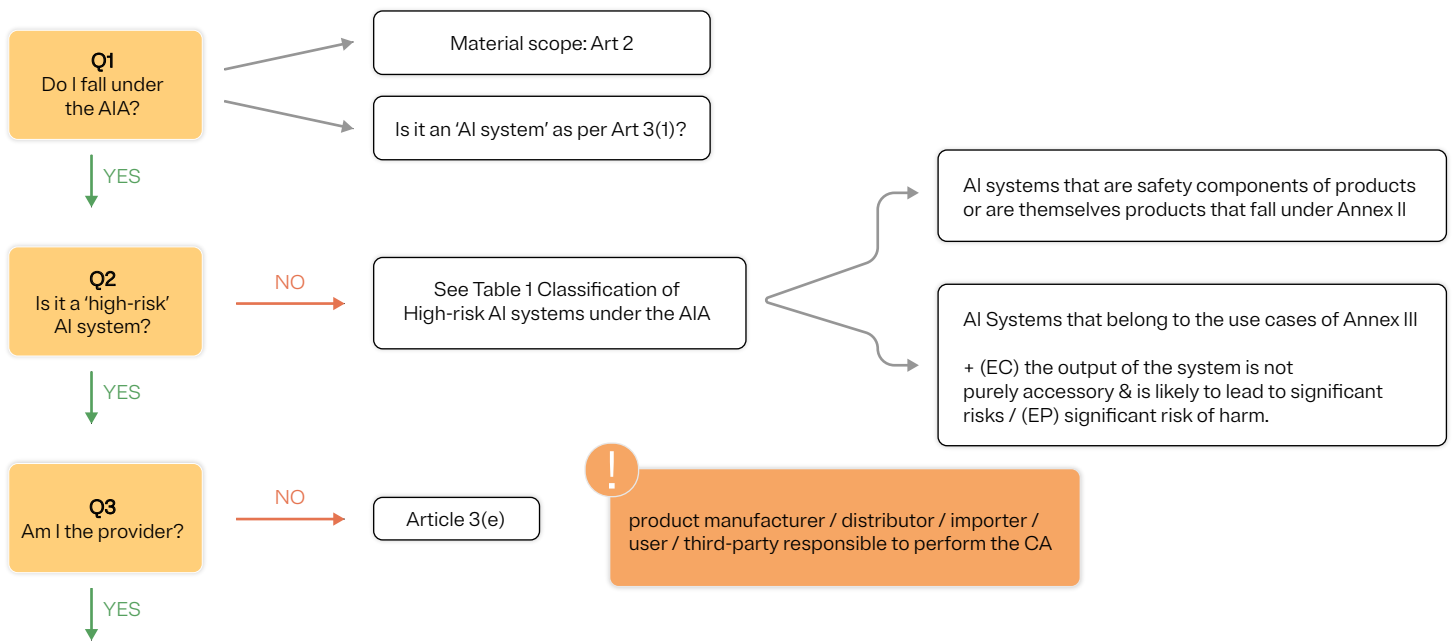 Q1
Do I fall under
the AIA?
Material scope: Art 2
Is it an ‘AI system’ as per Art 3(1)?
YES
Q2
Is it a ‘high-risk’
AI system?
NO
See Table 1 Classification of
High-risk AI systems under the AIA
AI systems that are safety components of products
or are themselves products that fall under Annex II
AI Systems that belong to the use cases of Annex III
+ (EC) the output of the system is not
purely accessory & is likely to lead to significant
risks / (EP) significant risk of harm.
YES
Q3
Am I the provider?
NO
Article 3(e)
!
product manufacturer / distributor / importer /
user / third-party responsible to perform the CA
YES